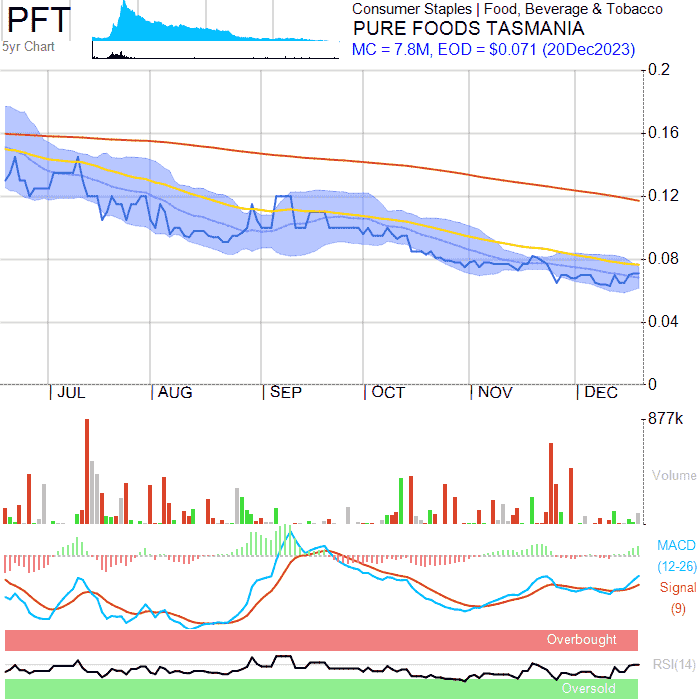 PFT
5yr Chart
Consumer Staples | Food, Beverage & Tobacco
PURE FOODS TASMANIA
MC = 7.8M, EOD = $0.071 (20Dec2023)
0.2
0.16
0.12
0.08
0.04
0
JUL AUG SEP OCT NOV DEC
877k
Volume
MACD
(12-26)
Signal
(9)
Overbought
RSI(14)
Oversold